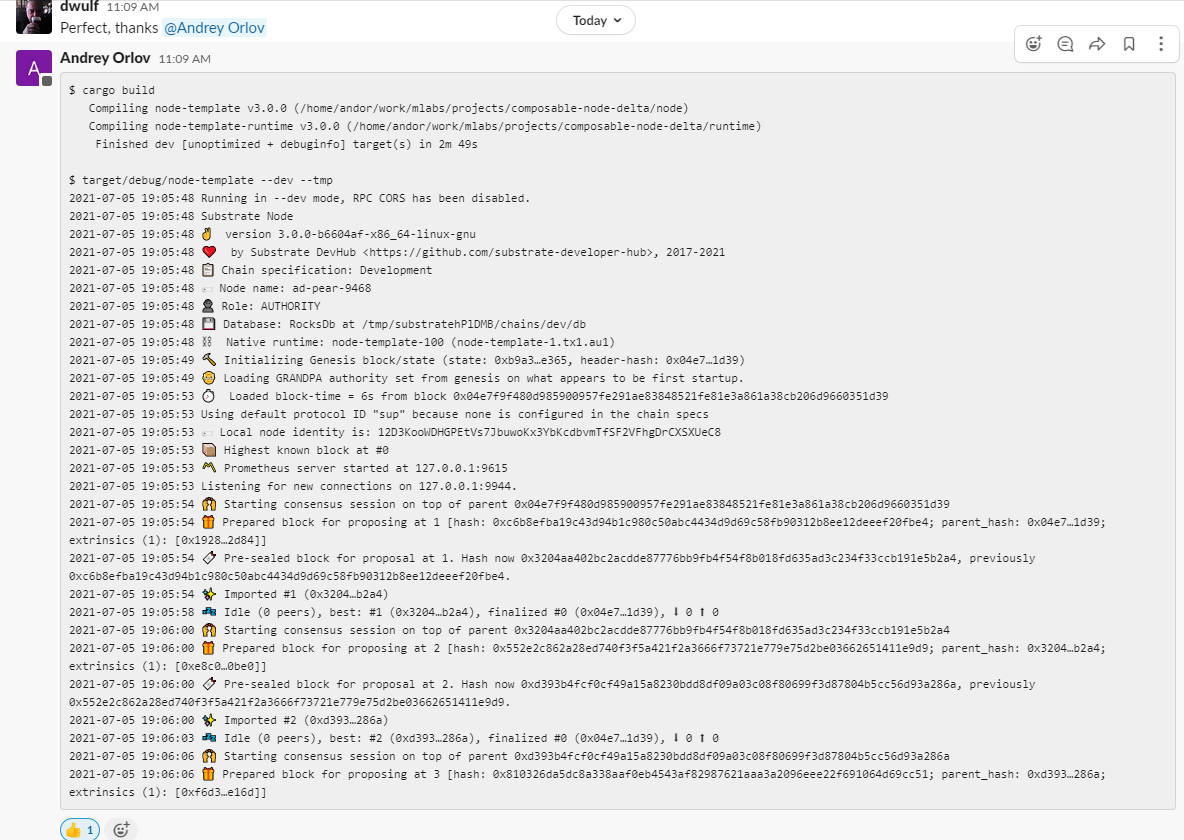 dwulf 11:09 AM
Today
Perfect, thanks @Andrey Orlov
A
Andrey Orlov 11:09 AM
$ cargo build
Compiling node-template v3.0.0 (/home/andor/work/mlabs/projects/composable-node-delta/node)
Compiling node-template-runtime v3.0.0 (/home/andor/work/mlabs/projects/composable-node-delta/runtime)
Finished dev [unoptimized + debuginfo] target(s) in 2m 49s
$ target/debug/node-template --dev --tmp
2021-07-05 19:05:48 Running in --dev mode, RPC CORS has been disabled.
2021-07-05 19:05:48 Substrate Node
2021-07-05 19:05:48 ✌️ version 3.0.0-b6604af-x86_64-linux-gnu
2021-07-05 19:05:48 ❤️ by Substrate DevHub <https://github.com/substrate-developer-hub>, 2017-2021
2021-07-05 19:05:48 📋 Chain specification: Development
2021-07-05 19:05:48 🏷 Node name: ad-pear-9468
2021-07-05 19:05:48 👤 Role: AUTHORITY
2021-07-05 19:05:48 💾 Database: RocksDb at /tmp/substratehPlDMB/chains/dev/db
2021-07-05 19:05:48 ⛓ Native runtime: node-template-100 (node-template-1.tx1.au1)
2021-07-05 19:05:49 🔨 Initializing Genesis block/state (state: 0xb9a3…e365, header-hash: 0x04e7…1d39)
2021-07-05 19:05:49 👴 Loading GRANDPA authority set from genesis on what appears to be first startup.
2021-07-05 19:05:53 ⏱ Loaded block-time = 6s from block 0x04e7f9f480d985900957fe291ae83848521fe81e3a861a38cb206d9660351d39
2021-07-05 19:05:53 Using default protocol ID "sup" because none is configured in the chain specs
2021-07-05 19:05:53 🏷 Local node identity is: 12D3KooWDHGPEtVs7JbuwoKx3YbKcdbvmTfSF2VFhgDrCXSXUeC8
2021-07-05 19:05:53 📦 Highest known block at #0
2021-07-05 19:05:53 〽️ Prometheus server started at 127.0.0.1:9615
2021-07-05 19:05:53 Listening for new connections on 127.0.0.1:9944.
2021-07-05 19:05:54 🙌 Starting consensus session on top of parent 0x04e7f9f480d985900957fe291ae83848521fe81e3a861a38cb206d9660351d39
2021-07-05 19:05:54 🎁 Prepared block for proposing at 1 [hash: 0xc6b8efba19c43d94b1c980c50abc4434d9d69c58fb90312b8ee12deeef20fbe4; parent_hash: 0x04e7…1d39;
extrinsics (1): [0x1928…2d84]]
2021-07-05 19:05:54 🔖 Pre-sealed block for proposal at 1. Hash now 0x3204aa402bc2acdde87776bb9fb4f54f8b018fd635ad3c234f33ccb191e5b2a4, previously
0xc6b8efba19c43d94b1c980c50abc4434d9d69c58fb90312b8ee12deeef20fbe4.
2021-07-05 19:05:54 ✨ Imported #1 (0x3204…b2a4)
2021-07-05 19:05:58 💤 Idle (0 peers), best: #1 (0x3204…b2a4), finalized #0 (0x04e7…1d39), ⬇ 0 ⬆ 0
2021-07-05 19:06:00 🙌 Starting consensus session on top of parent 0x3204aa402bc2acdde87776bb9fb4f54f8b018fd635ad3c234f33ccb191e5b2a4
2021-07-05 19:06:00 🎁 Prepared block for proposing at 2 [hash: 0x552e2c862a28ed740f3f5a421f2a3666f73721e779e75d2be03662651411e9d9; parent_hash: 0x3204…b2a4;
extrinsics (1): [0xe8c0…0be0]]
2021-07-05 19:06:00 🔖 Pre-sealed block for proposal at 2. Hash now 0xd393b4fcf0cf49a15a8230bdd8df09a03c08f80699f3d87804b5cc56d93a286a, previously
0x552e2c862a28ed740f3f5a421f2a3666f73721e779e75d2be03662651411e9d9.
2021-07-05 19:06:00 ✨ Imported #2 (0xd393…286a)
2021-07-05 19:06:03 💤 Idle (0 peers), best: #2 (0xd393…286a), finalized #0 (0x04e7…1d39), ⬇ 0 ⬆ 0
2021-07-05 19:06:06 🙌 Starting consensus session on top of parent 0xd393b4fcf0cf49a15a8230bdd8df09a03c08f80699f3d87804b5cc56d93a286a
2021-07-05 19:06:06 🎁 Prepared block for proposing at 3 [hash: 0x810326da5dc8a338aaf0eb4543af82987621aaa3a2096eee22f691064d69cc51; parent_hash: 0xd393…286a;
extrinsics (1): [0xf6d3…e16d]]
👍 1